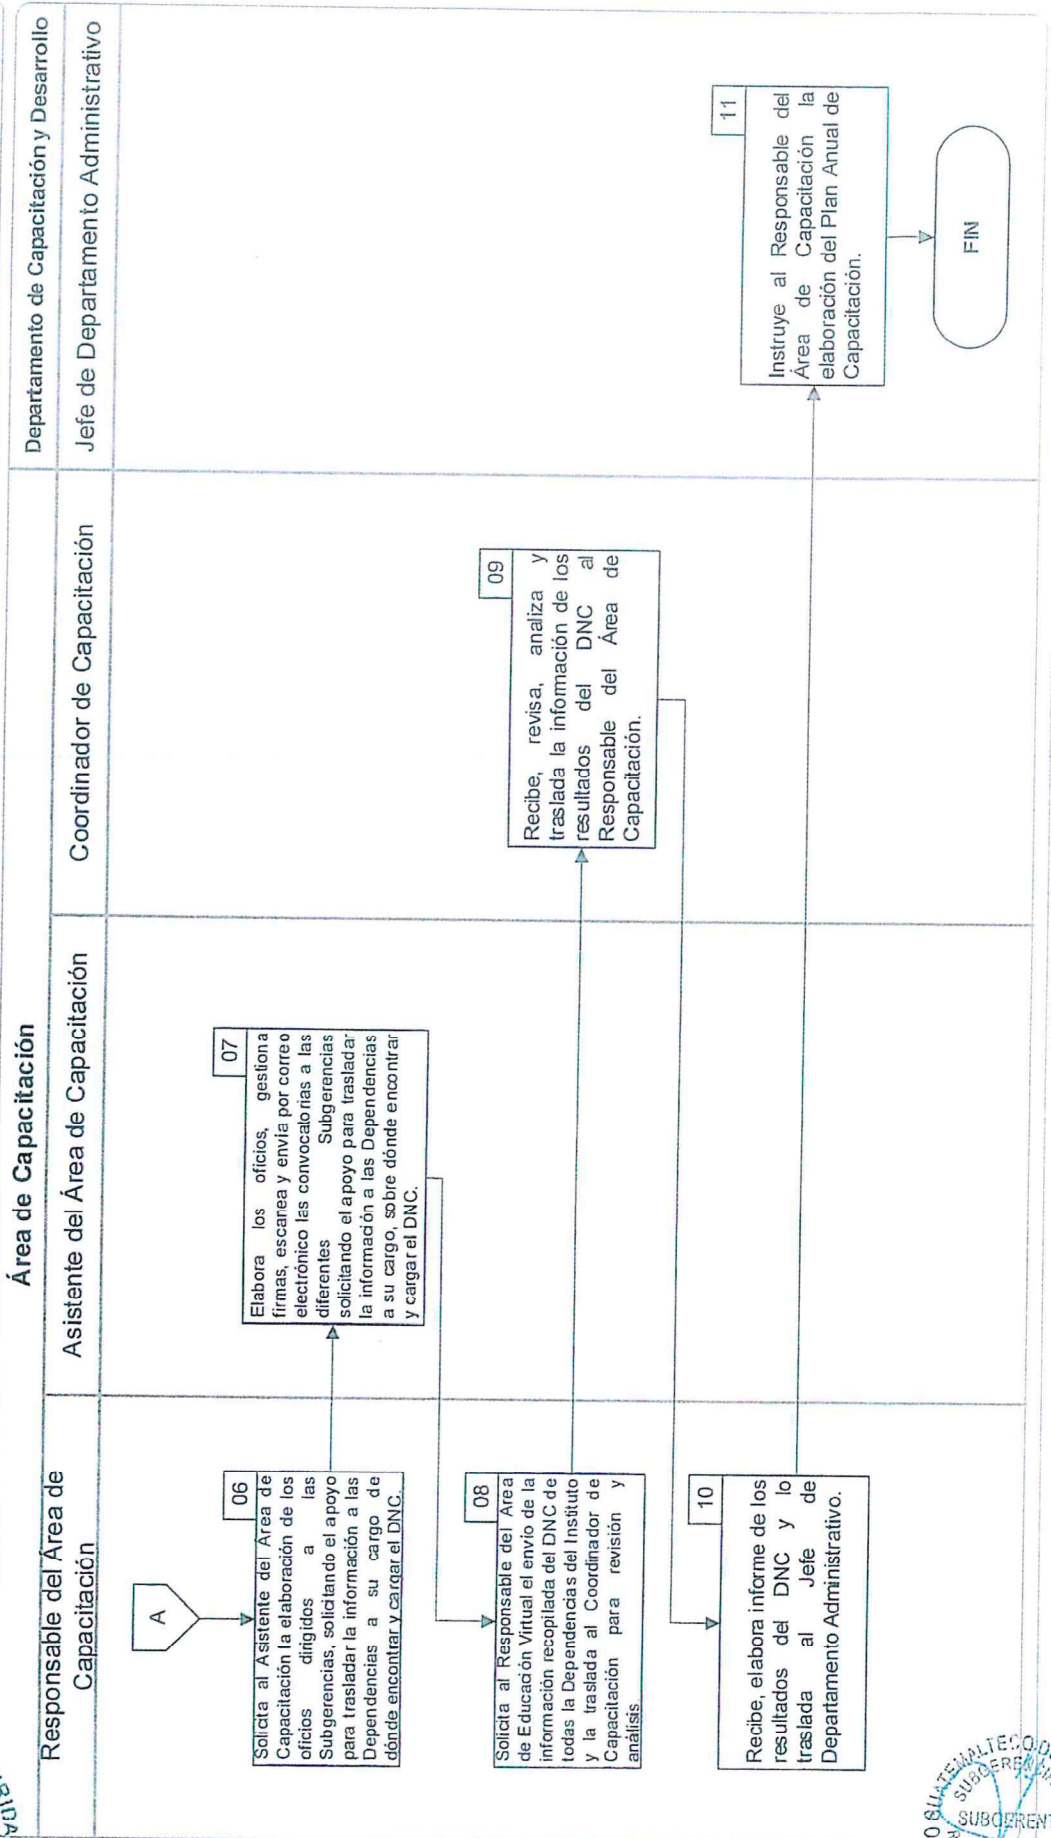 Área de Capacitación
Departamento de Capacitación y Desarrollo
Responsable del Área de
Capacitación
Asistente del Área de Capacitación
Coordinador de Capacitación
Jefe de Departamento Administrativo
A
06
Solicita al Asistente del Área de
Capacitación la elaboración de los
oficios dirigidos a las
Subgerencias, solicitando el apoyo
para trasladar la información a las
Dependencias a su cargo de
dónde encontrar y cargar el DNC.
07
Elabora los oficios, gestiona
firmas, escanea y envía por correo
electrónico las convocatorias a las
diferentes Subgerencias
solicitando el apoyo para trasladar
la información a las Dependencias
a su cargo, sobre dónde encontrar
y cargar el DNC.
08
Solicita al Responsable del Area
de Educación Virtual el envío de la
información recopilada del DNC de
todas la Dependencias del Instituto
y la traslada al Coordinador de
Capacitación para revisión y
análisis
09
Recibe, revisa, analiza y
traslada la información de los
resultados del DNC al
Responsable del Área de
Capacitación.
10
Recibe, elabora informe de los
resultados del DNC y lo
traslada al Jefe de
Departamento Administrativo.
11
Instruye al Responsable del
Área de Capacitación la
elaboración del Plan Anual de
Capacitación.
FIN
SUBGERENCIA